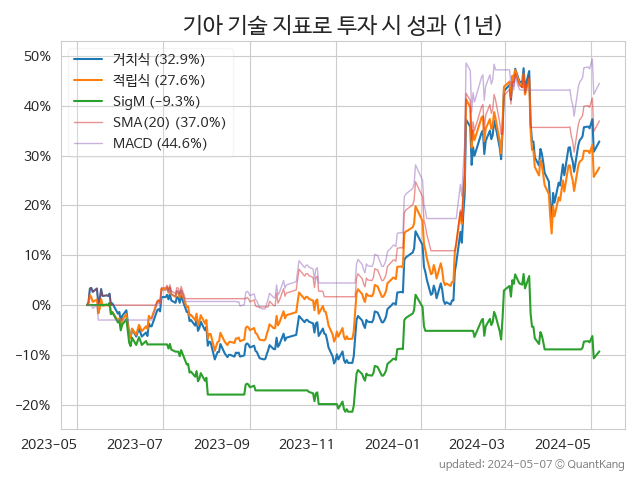 기아 기술 지표로 투자 시 성과 (1년)
거치식 (32.9%)
적립식 (27.6%)
SigM (−9.3%)
SMA(20) (37.0%)
MACD (44.6%)
50%
40%
30%
20%
10%
0%
−10%
−20%
2023-05
2023-07
2023-09
2023-11
2024-01
2024-03
2024-05
updated: 2024-05-07 © QuantKang